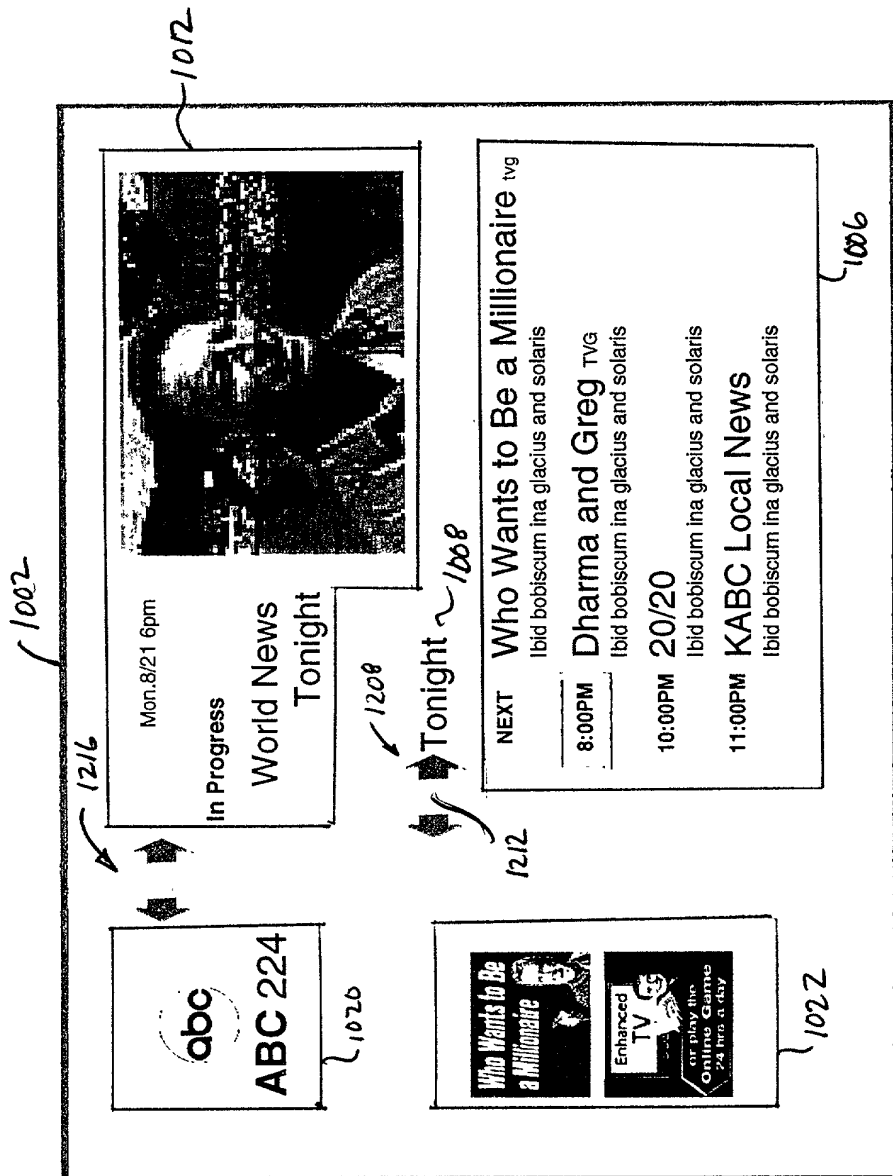 1002
1216
1012
abc
ABC 224
1020
Mon.8/21 6pm
In Progress
World News
Tonight
1208
Tonight
1008
1212
Who Wants to Be
a Millionaire
Enhanced
TV
or play the
Online Game
24 hrs a day
1022
NEXT Who Wants to Be a Millionaire tvg
Ibid bobiscum ina glacius and solaris
8:00PM Dharma and Greg TVG
Ibid bobiscum ina glacius and solaris
10:00PM 20/20
Ibid bobiscum ina glacius and solaris
11:00PM KABC Local News
Ibid bobiscum ina glacius and solaris
1006